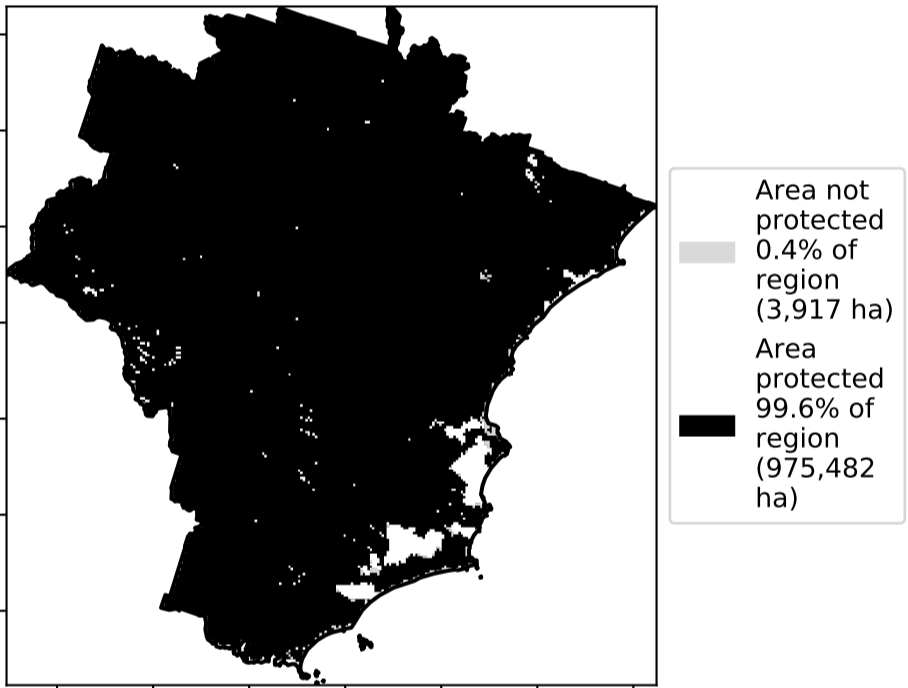 Area not
protected
0.4% of
region
(3,917 ha)
Area
protected
99.6% of
region
(975,482
ha)